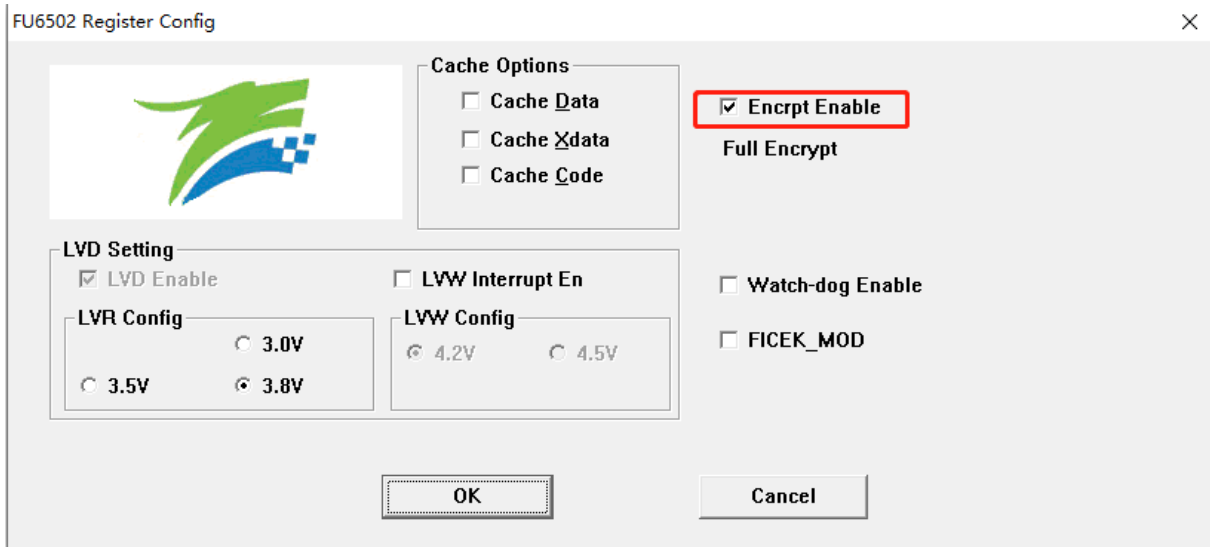 FU6502 Register Config
Cache Options
Cache Data
Cache Xdata
Cache Code
Encrpt Enable
Full Encrypt
LVD Setting
LVD Enable
LVW Interrupt En
LVR Config
3.0V
3.5V
3.8V
LVW Config
4.2V
4.5V
Watch-dog Enable
FICEK_MOD
OK
Cancel